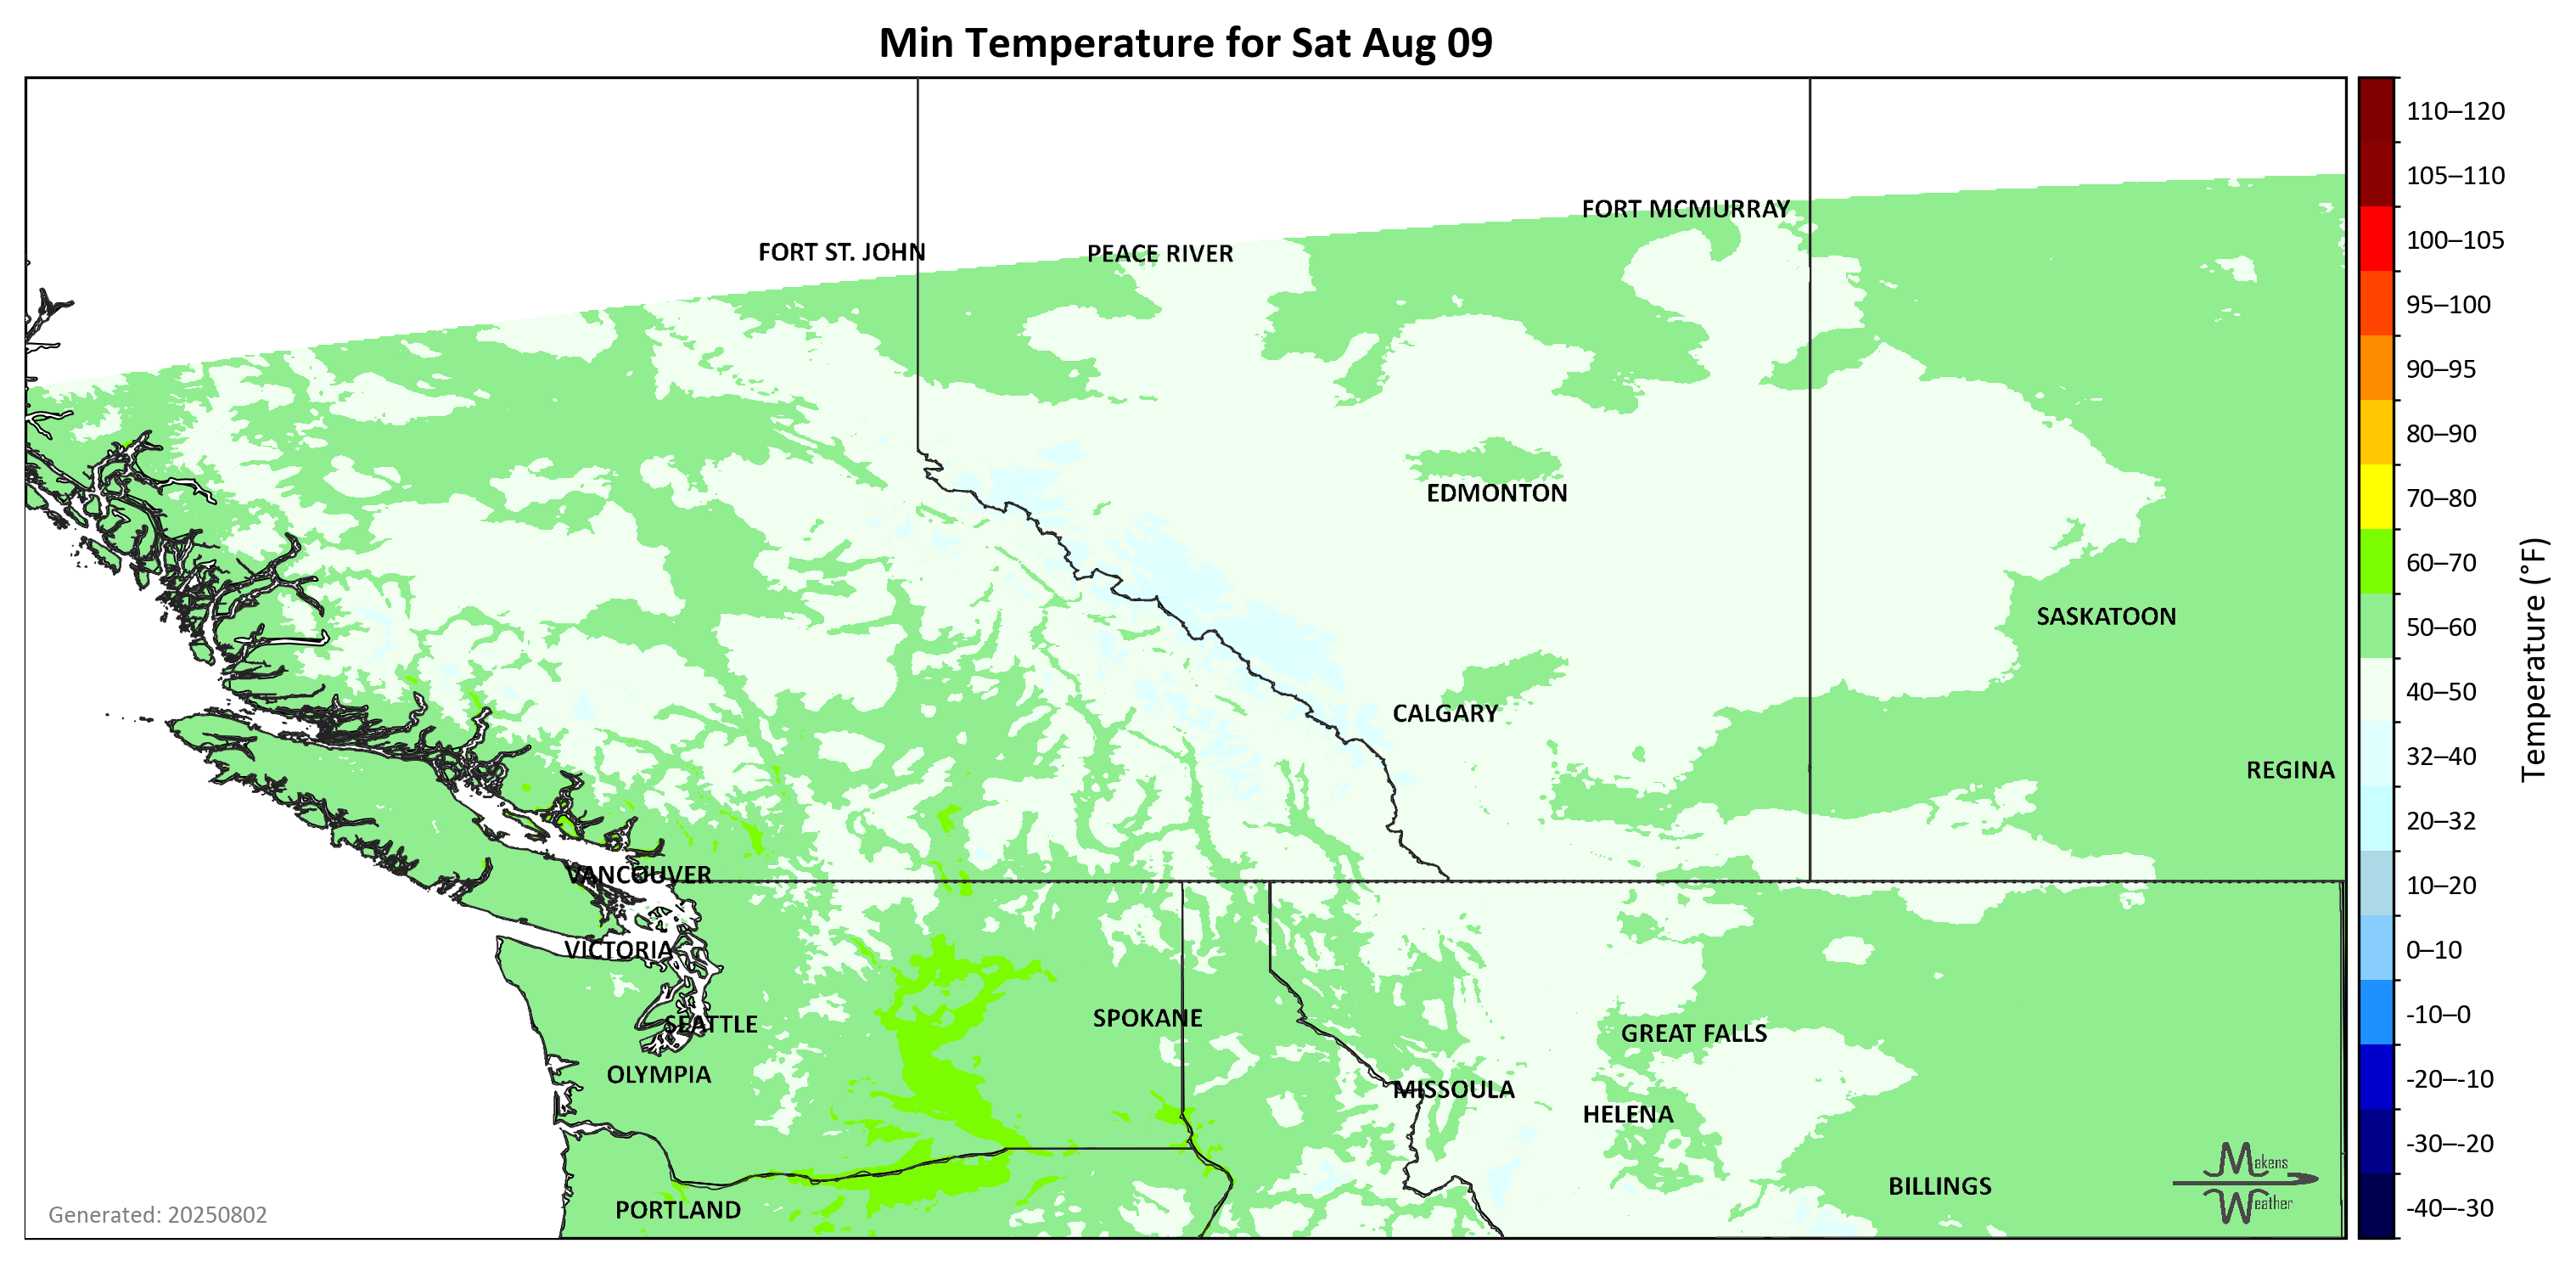 Min Temperature for Sat Aug 09
FORT MCMURRAY
FORT ST. JOHN
PEACE RIVER
EDMONTON
SASKATOON
CALGARY
REGINA
VANCOUVER
VICTORIA
SPOKANE
SEATTLE
GREAT FALLS
OLYMPIA
MISSOULA
HELENA
BILLINGS
PORTLAND
Makens
Weather
Generated: 20250802
110–120
105–110
100–105
95–100
90–95
80–90
70–80
60–70
50–60
40–50
32–40
20–32
10–20
0–10
-10–0
-20–-10
-30–-20
-40–-30
Temperature (°F)